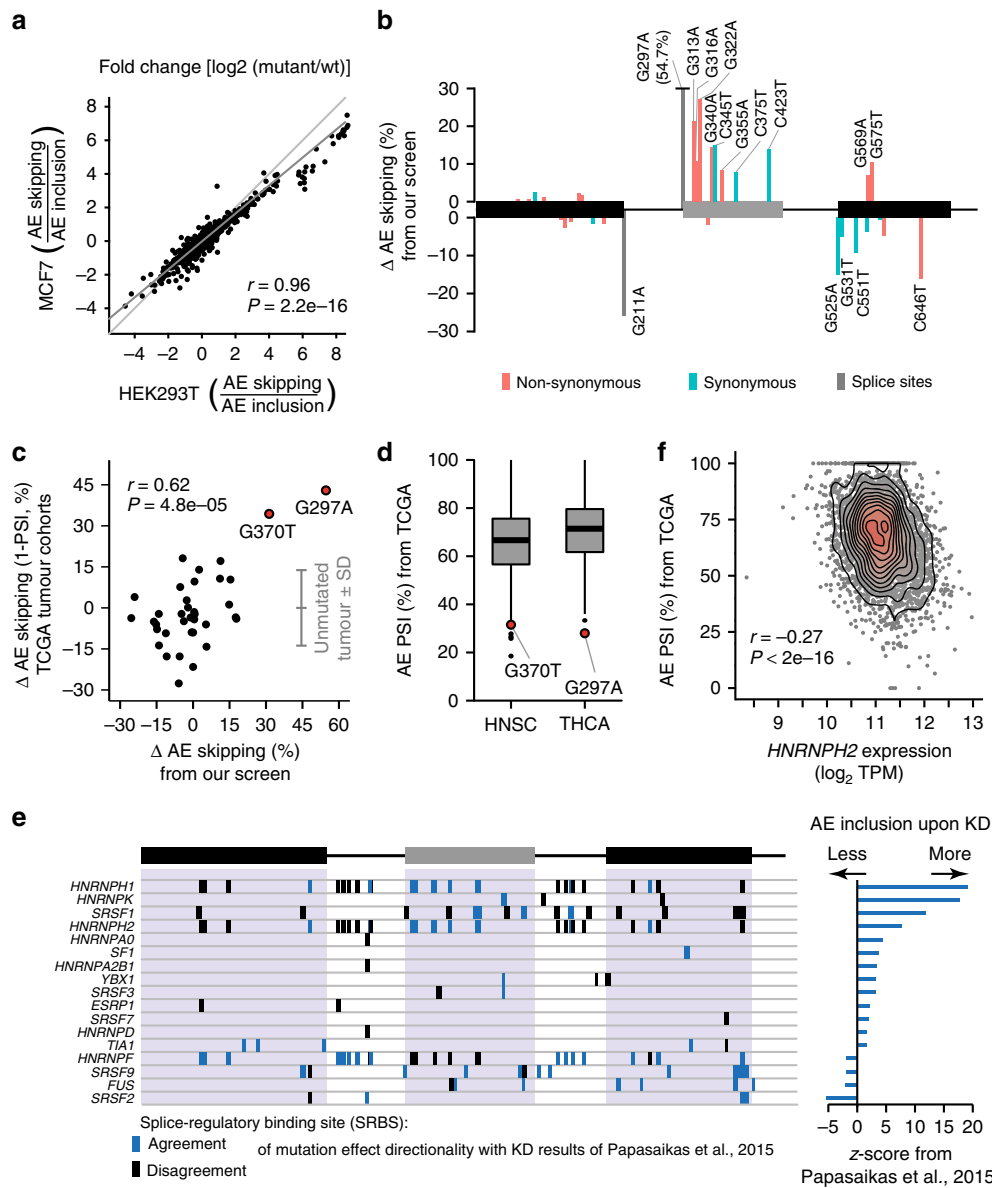 a
Fold change [log2 (mutant/wt)]
MCF7 (AE skipping / AE inclusion)
8
6
4
2
0
−2
−4
r = 0.96
P = 2.2e−16
−4 −2 0 2 4 6 8
HEK293T (AE skipping / AE inclusion)
b
Δ AE skipping (%)
from our screen
30
20
10
0
0
−10
−20
−30
G297A
(54.7%)
G313A
G316A
G322A
G340A
C345T
G355A
C375T
C423T
G569A
G575T
G211A
G525A
G531T
C551T
C646T
Non-synonymous
Synonymous
Splice sites
c
Δ AE skipping (1-PSI, %)
TCGA tumour cohorts
45
30
15
0
−15
−30
r = 0.62
P = 4.8e−05
G370T
G297A
Unmutated
tumour ± SD
−30 −15 0 15 30 45 60
Δ AE skipping (%)
from our screen
d
AE PSI (%) from TCGA
100
80
60
40
20
0
G370T
G297A
HNSC
THCA
f
AE PSI (%) from TCGA
100
75
50
25
0
r = −0.27
P < 2e−16
9 10 11 12 13
HNRNPH2 expression
(log2 TPM)
e
HNRNPH1
HNRNPK
SRSF1
HNRNPH2
HNRNPA0
SF1
HNRNPA2B1
YBX1
SRSF3
ESRP1
SRSF7
HNRNPD
TIA1
HNRNPF
SRSF9
FUS
SRSF2
Splice-regulatory binding site (SRBS):
Agreement
Disagreement
of mutation effect directionality with KD results of Papasaikas et al., 2015
AE inclusion upon KD
Less
More
−5 0 5 10 15 20
z-score from
Papasaikas et al., 2015